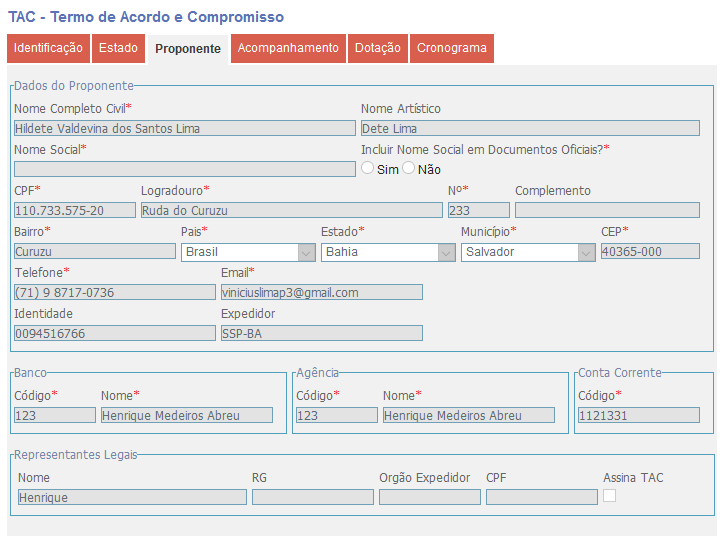 TAC - Termo de Acordo e Compromisso
Identificação Estado Proponente Acompanhamento Dotação Cronograma
Dados do Proponente
Nome Completo Civil* Nome Artístico
Hildete Valdevina dos Santos Lima Dete Lima
Nome Social* Incluir Nome Social em Documentos Oficiais?*
Sim Não
CPF* Logradouro* Nº* Complemento
110.733.575-20 Ruda do Curuzu 233
Bairro* Pais* Estado* Município* CEP*
Curuzu Brasil Bahia Salvador 40365-000
Telefone* Email*
(71) 9 8717-0736 viniciuslimap3@gmail.com
Identidade Expedidor
0094516766 SSP-BA
Banco Agência Conta Corrente
Código* Nome* Código* Nome* Código*
123 Henrique Medeiros Abreu 123 Henrique Medeiros Abreu 1121331
Representantes Legais
Nome RG Orgão Expedidor CPF Assina TAC
Henrique